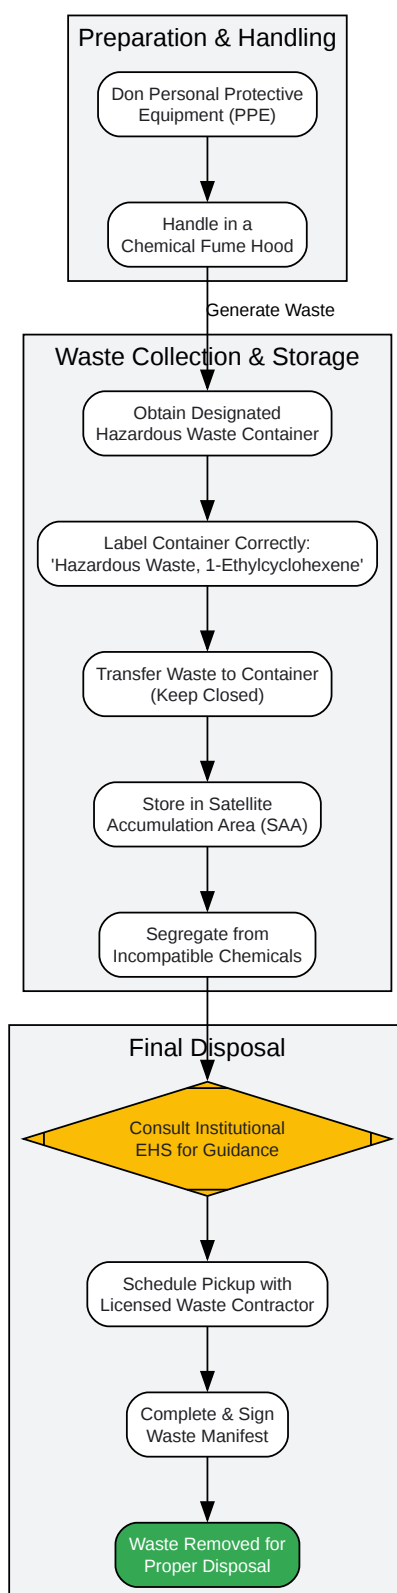 Preparation & Handling
Don Personal Protective
Equipment (PPE)
Handle in a
Chemical Fume Hood
Generate Waste
Waste Collection & Storage
Obtain Designated
Hazardous Waste Container
Label Container Correctly:
'Hazardous Waste, 1-Ethylcyclohexene'
Transfer Waste to Container
(Keep Closed)
Store in Satellite
Accumulation Area (SAA)
Segregate from
Incompatible Chemicals
Final Disposal
Consult Institutional
EHS for Guidance
Schedule Pickup with
Licensed Waste Contractor
Complete & Sign
Waste Manifest
Waste Removed for
Proper Disposal